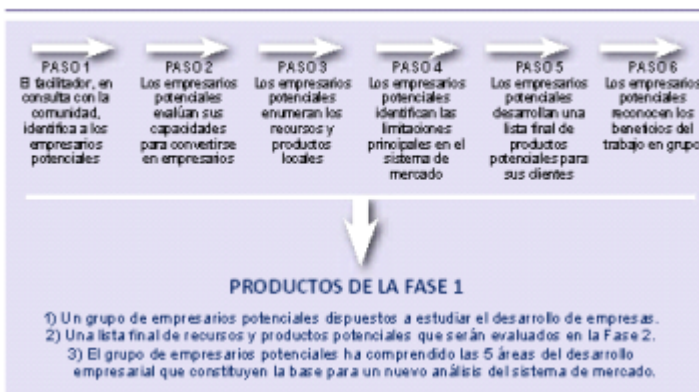 PASO 1
El facilitador, en
consulta con la
comunidad,
identifica a los
empresarios
potenciales
PASO 2
Los empresarios
potenciales
evalúan sus
capacidades
para convertirse
en empresarios
PASO 3
Los empresarios
potenciales
enumeran los
recursos y
productos
locales
PASO 4
Los empresarios
potenciales
identifican las
limitaciones
principales en el
sistema de
mercado
PASO 5
Los empresarios
potenciales
desarrollan una
lista final de
productos
potenciales para
sus clientes
PASO 6
Los empresarios
potenciales
reconocen los
beneficios del
trabajo en grupo
PRODUCTOS DE LA FASE 1
1) Un grupo de empresarios potenciales dispuestos a estudiar el desarrollo de empresas.
2) Una lista final de recursos y productos potenciales que serán evaluados en la Fase 2.
3) El grupo de empresarios potenciales ha comprendido las 5 áreas del desarrollo
empresarial que constituyen la base para un nuevo análisis del sistema de mercado.